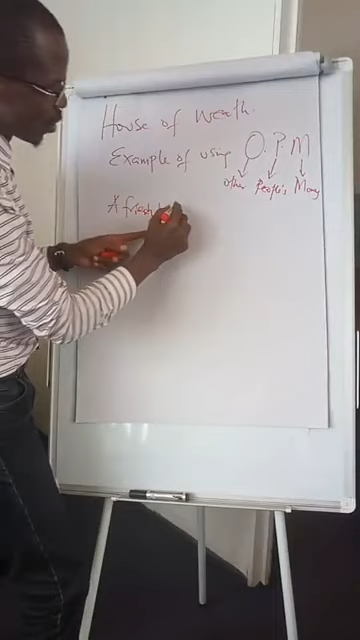 House of Wealth.
Example of using O.P.M
Other People's Money
A